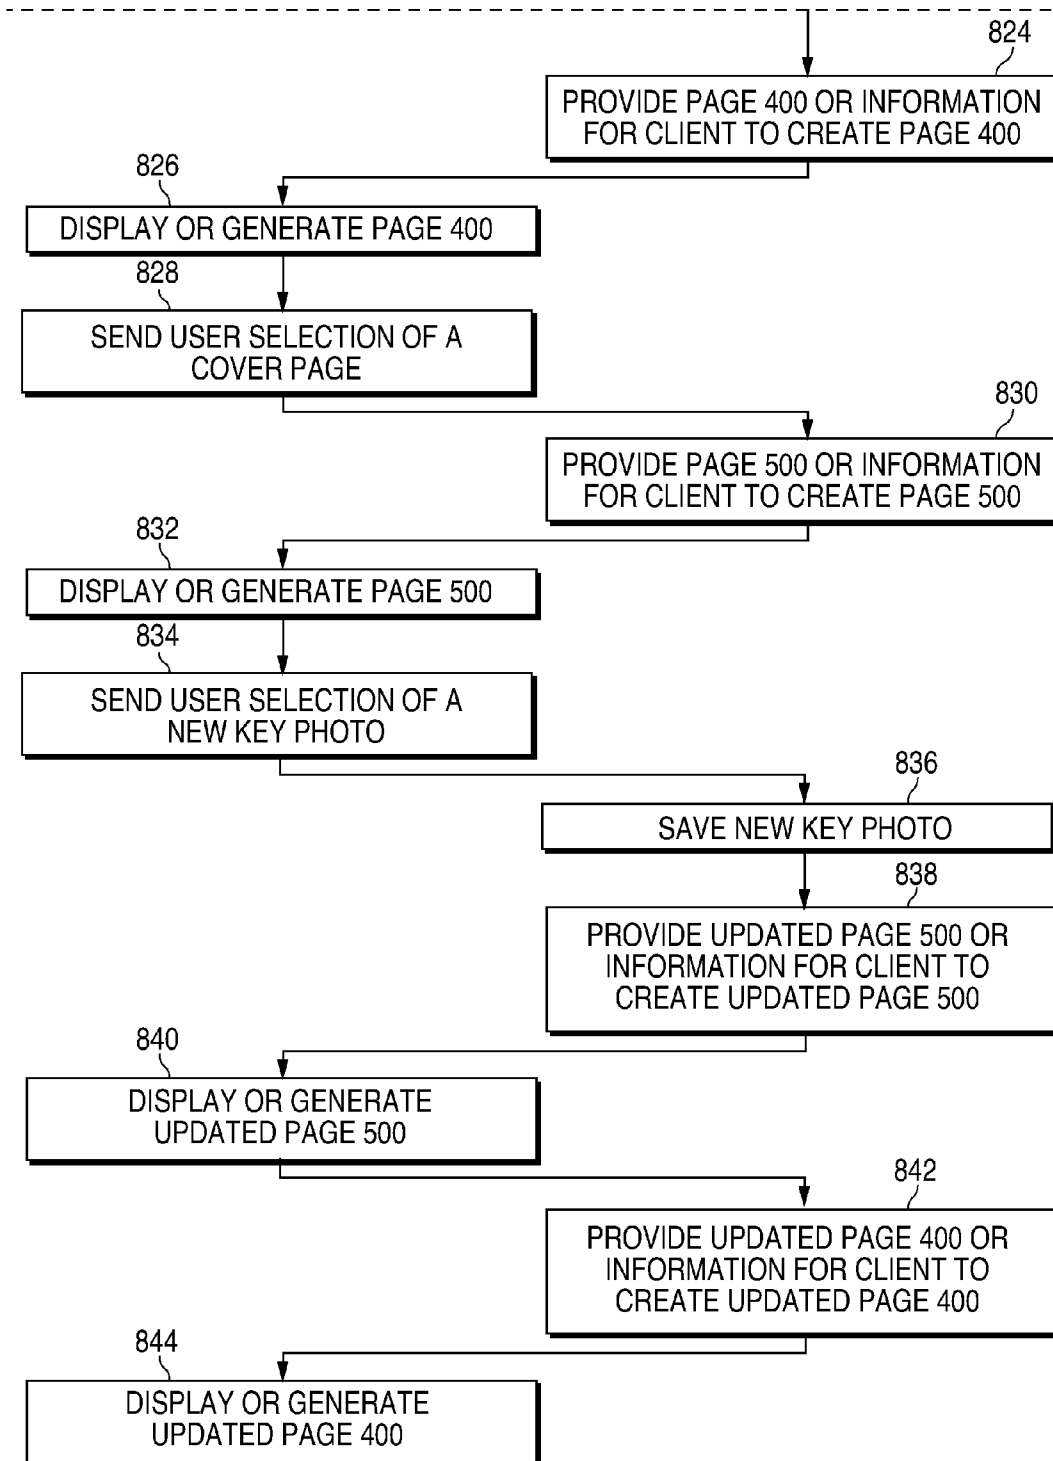 824
PROVIDE PAGE 400 OR INFORMATION
FOR CLIENT TO CREATE PAGE 400
826
DISPLAY OR GENERATE PAGE 400
828
SEND USER SELECTION OF A
COVER PAGE
830
PROVIDE PAGE 500 OR INFORMATION
FOR CLIENT TO CREATE PAGE 500
832
DISPLAY OR GENERATE PAGE 500
834
SEND USER SELECTION OF A
NEW KEY PHOTO
836
SAVE NEW KEY PHOTO
838
PROVIDE UPDATED PAGE 500 OR
INFORMATION FOR CLIENT TO
CREATE UPDATED PAGE 500
840
DISPLAY OR GENERATE
UPDATED PAGE 500
842
PROVIDE UPDATED PAGE 400 OR
INFORMATION FOR CLIENT TO
CREATE UPDATED PAGE 400
844
DISPLAY OR GENERATE
UPDATED PAGE 400